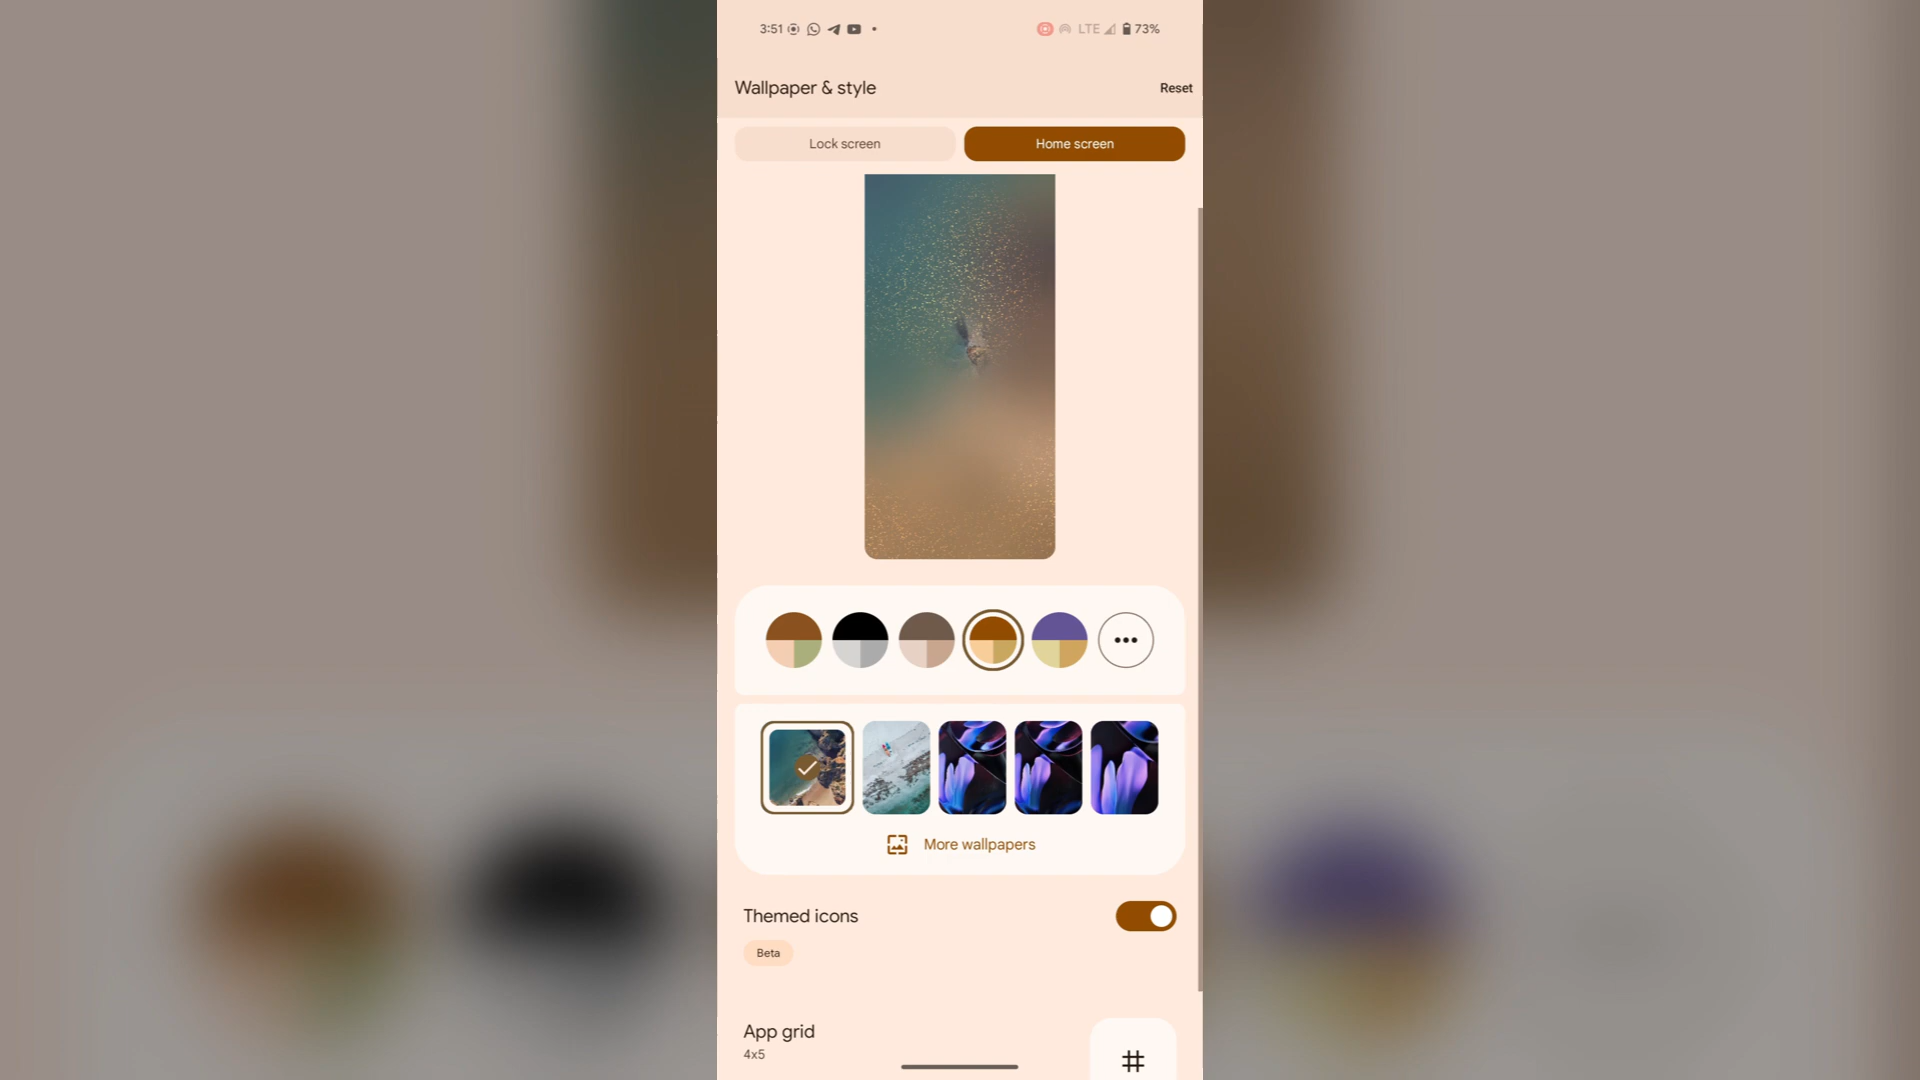 3:51
LTE 73%
Wallpaper & style
Reset
Lock screen
Home screen
More wallpapers
Themed icons
Beta
App grid
4x5